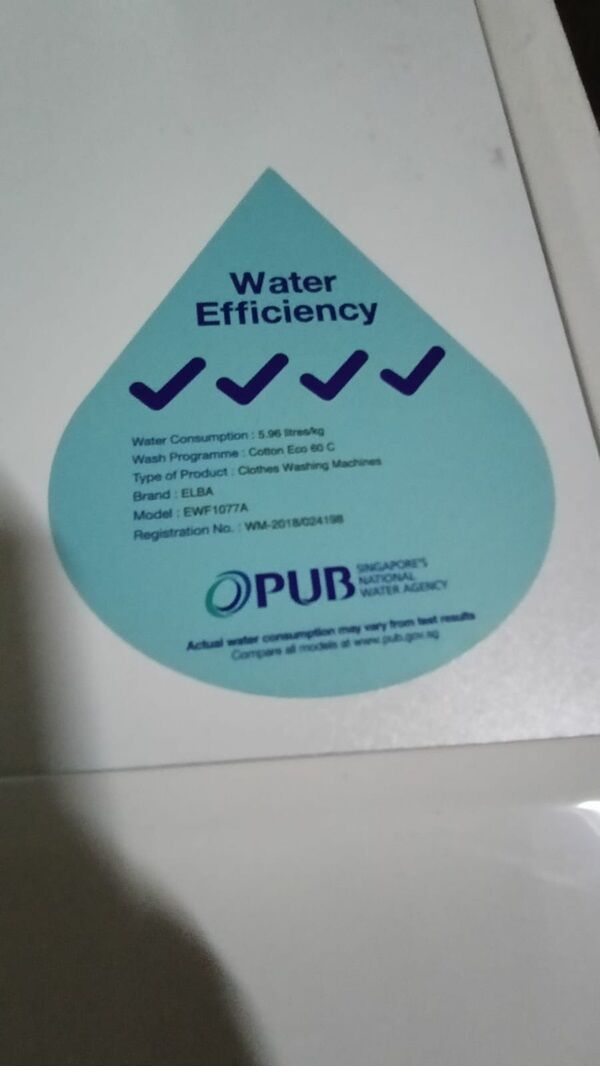 Water
Efficiency
Water Consumption : 5.96 litres/kg
Wash Programme : Cotton Eco 60 C
Type of Product : Clothes Washing Machines
Brand : ELBA
Model : EWF1077A
Registration No. : WM-2018/024198
PUB
SINGAPORE'S
NATIONAL
WATER AGENCY
Actual water consumption may vary from test results
Compare all models at www.pub.gov.sg